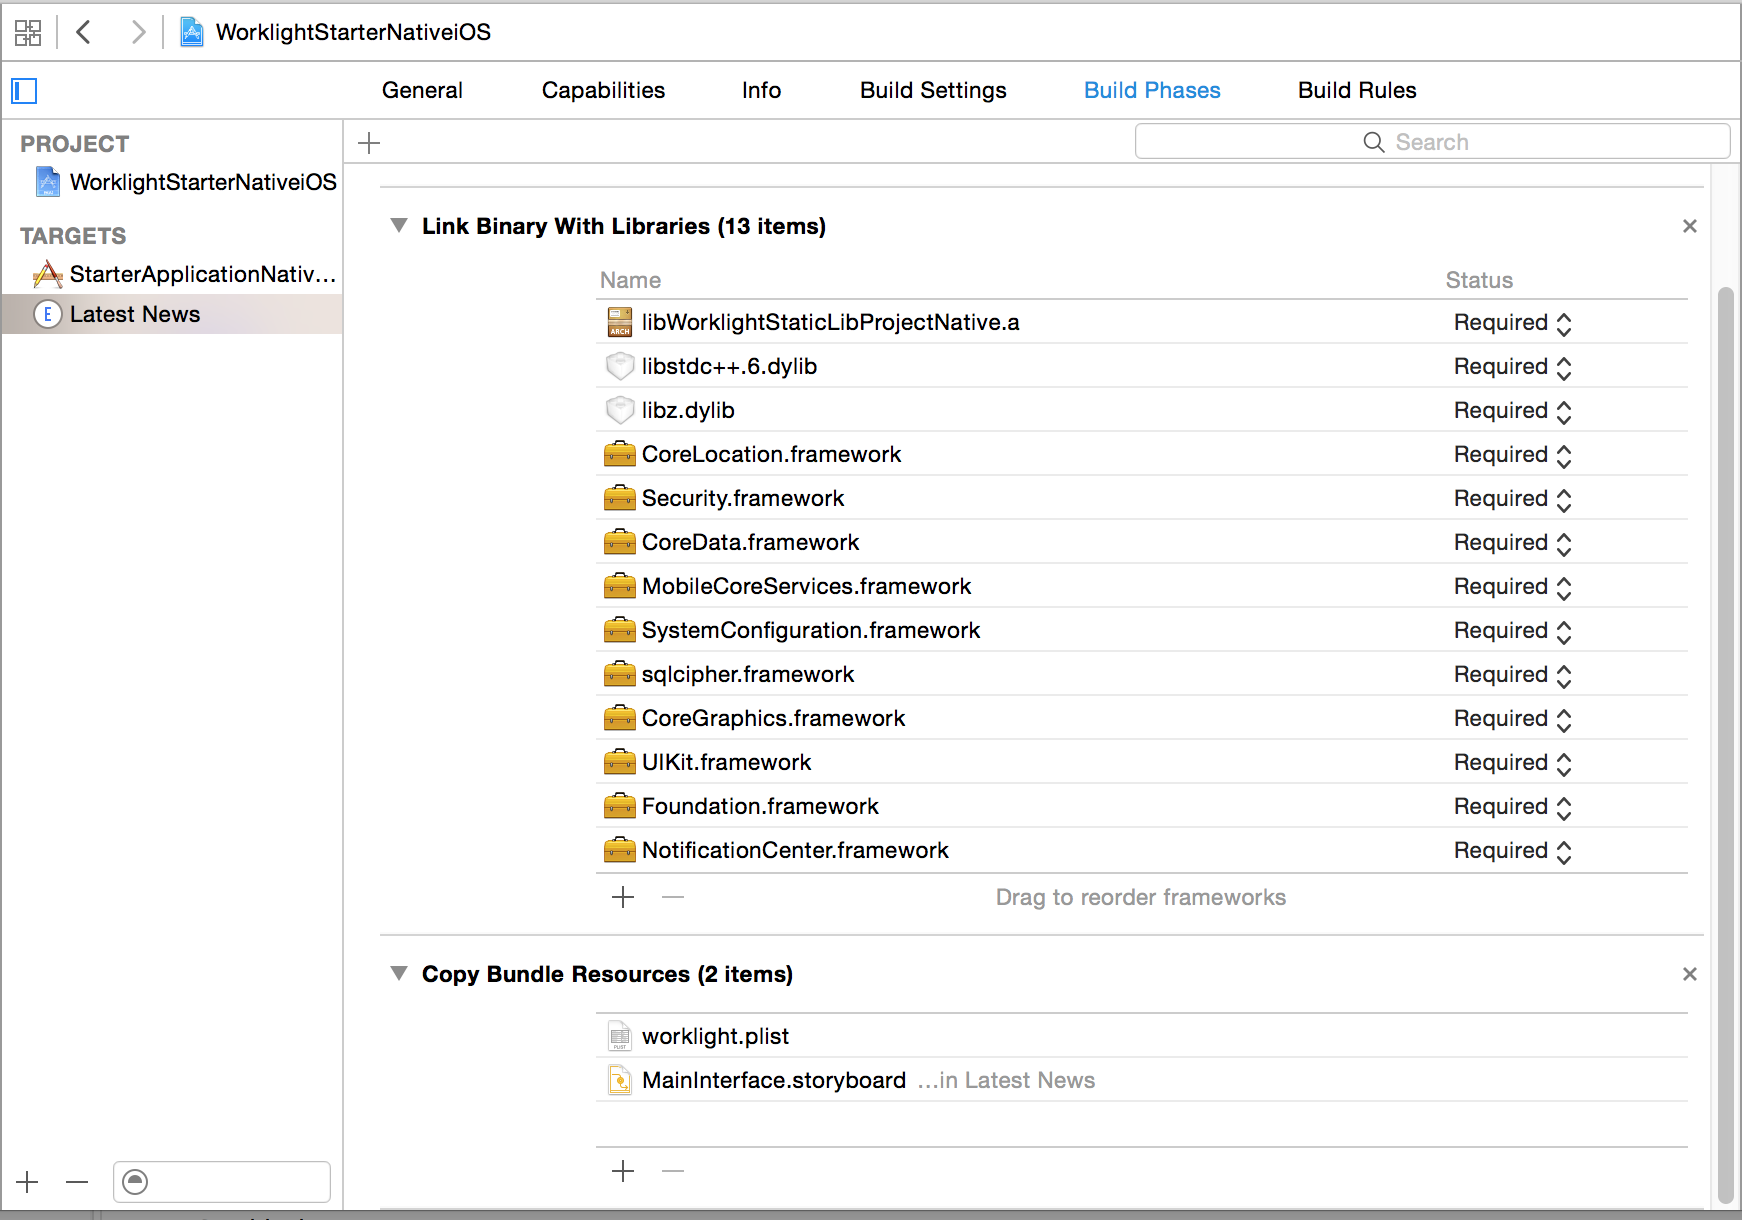 WorklightStarterNativeiOS
General Capabilities Info Build Settings Build Phases Build Rules
PROJECT
WorklightStarterNativeiOS
TARGETS
StarterApplicationNativ...
E Latest News
Search
Link Binary With Libraries (13 items)
Name Status
libWorklightStaticLibProjectNative.a Required
libstdc++.6.dylib Required
libz.dylib Required
CoreLocation.framework Required
Security.framework Required
CoreData.framework Required
MobileCoreServices.framework Required
SystemConfiguration.framework Required
sqlcipher.framework Required
CoreGraphics.framework Required
UIKit.framework Required
Foundation.framework Required
NotificationCenter.framework Required
Drag to reorder frameworks
Copy Bundle Resources (2 items)
worklight.plist
MainInterface.storyboard ...in Latest News